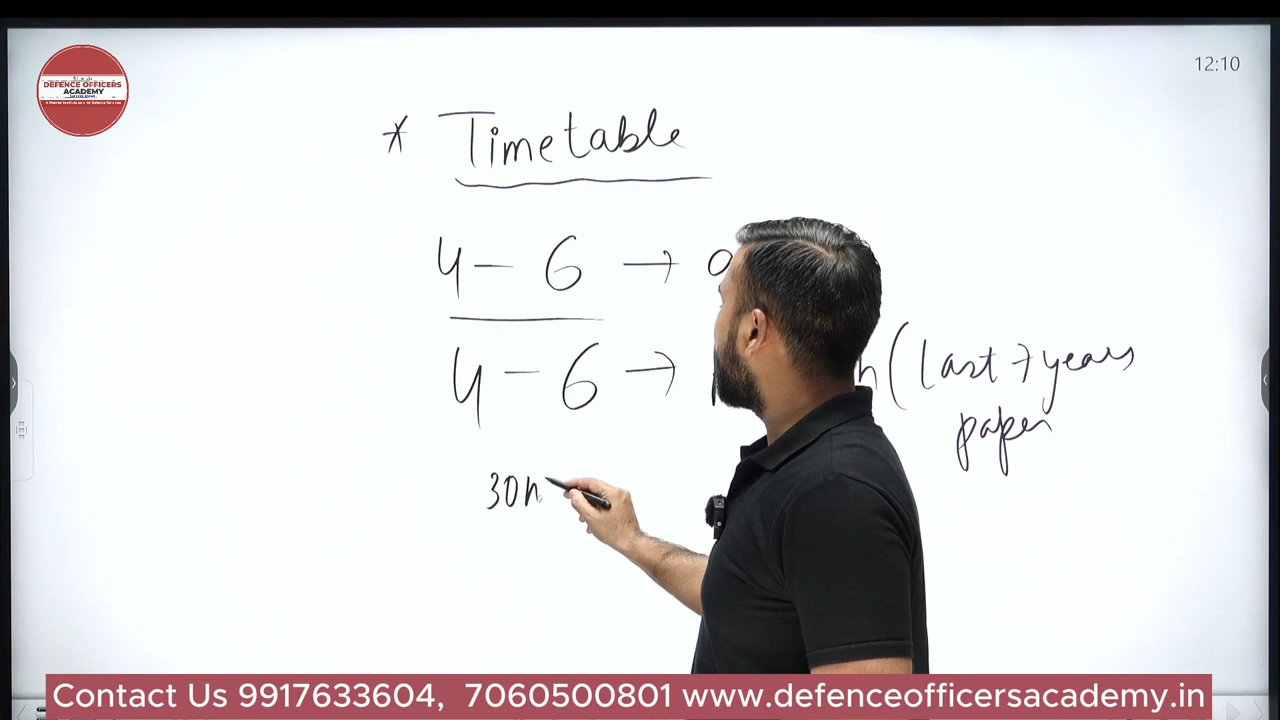 DEFENCE OFFICERS
ACADEMY
12:10
* Timetable
4 - 6 →
4 - 6 →
(last 7 years
paper
30
Contact Us 9917633604, 7060500801 www.defenceofficersacademy.in